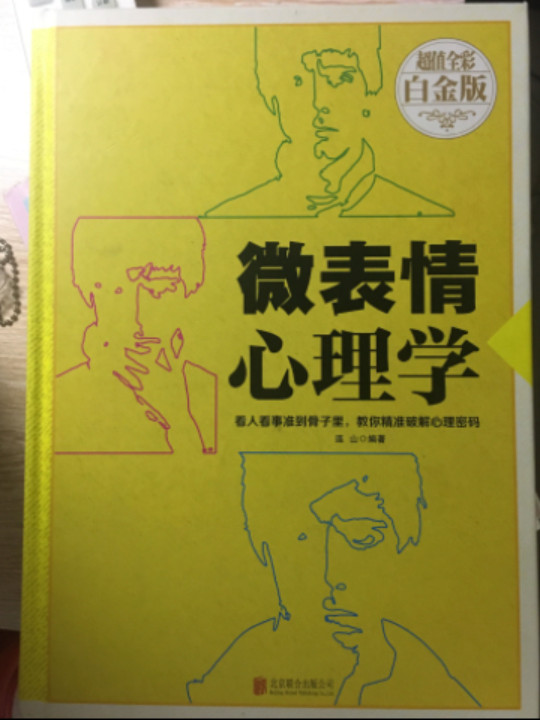 超值全彩
白金版
微表情
心理学
看人看事准到骨子里，教你精准破解心理密码
连山◎编著
北京联合出版公司